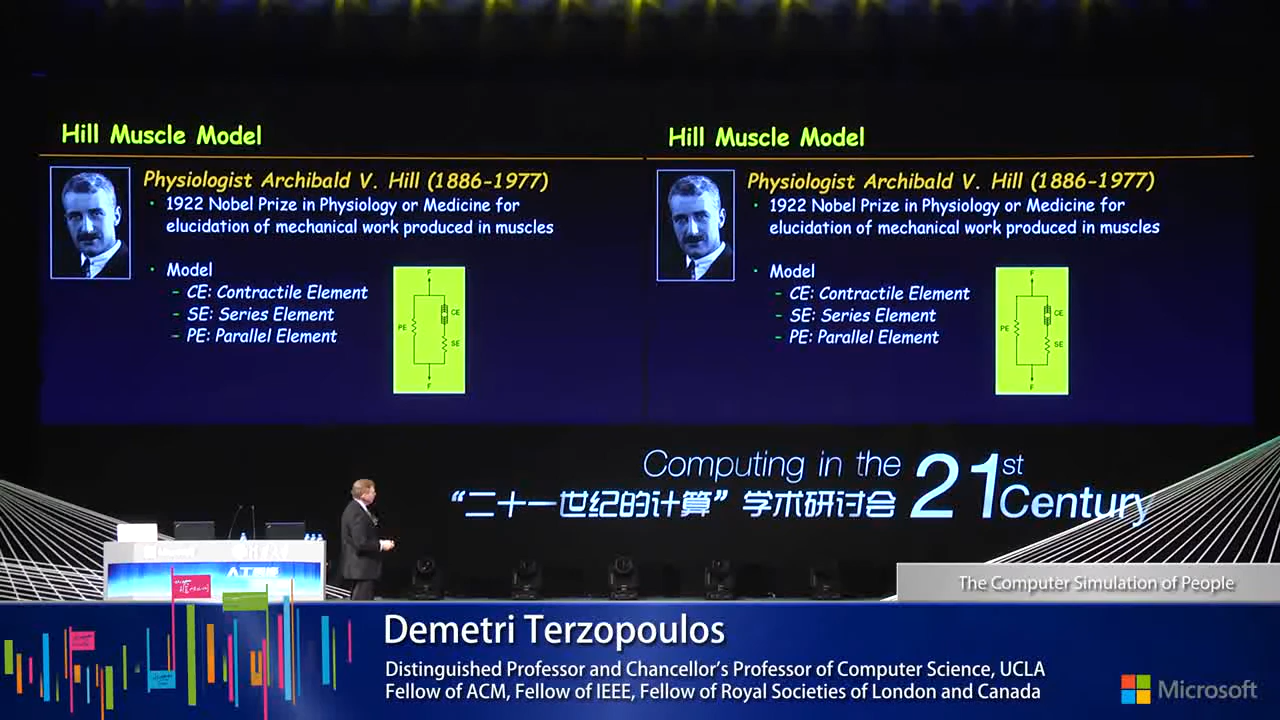 Hill Muscle Model
Physiologist Archibald V. Hill (1886-1977)
· 1922 Nobel Prize in Physiology or Medicine for
elucidation of mechanical work produced in muscles
· Model
- CE: Contractile Element
- SE: Series Element
- PE: Parallel Element
F
CE
PE
SE
F
Hill Muscle Model
Physiologist Archibald V. Hill (1886-1977)
· 1922 Nobel Prize in Physiology or Medicine for
elucidation of mechanical work produced in muscles
· Model
- CE: Contractile Element
- SE: Series Element
- PE: Parallel Element
F
CE
PE
SE
F
Computing in the 21st Century
“二十一世纪的计算”学术研讨会
Microsoft
The Computer Simulation of People
Demetri Terzopoulos
Distinguished Professor and Chancellor's Professor of Computer Science, UCLA
Fellow of ACM, Fellow of IEEE, Fellow of Royal Societies of London and Canada
Microsoft